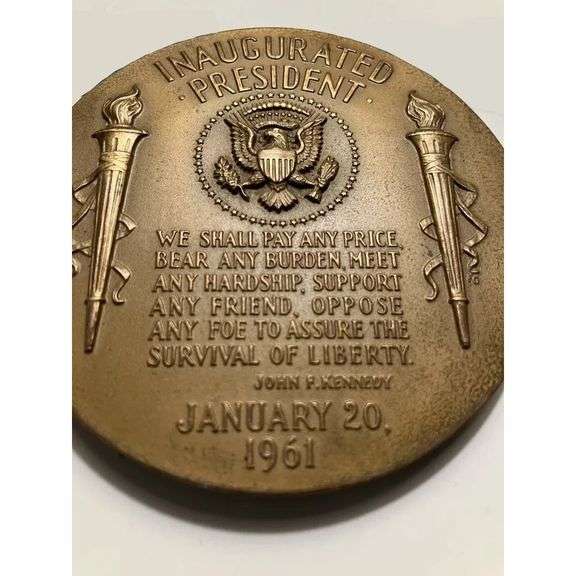 INAUGURATED
· PRESIDENT ·
WE SHALL PAY ANY PRICE,
BEAR ANY BURDEN, MEET
ANY HARDSHIP, SUPPORT
ANY FRIEND, OPPOSE
ANY FOE TO ASSURE THE
SURVIVAL OF LIBERTY.
JOHN F. KENNEDY
JANUARY 20,
1961